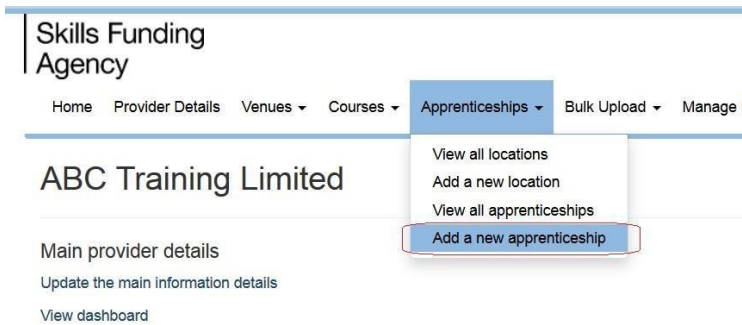 Skills Funding
Agency
Home Provider Details Venues Courses Apprenticeships Bulk Upload Manage
View all locations
Add a new location
View all apprenticeships
Add a new apprenticeship
ABC Training Limited
Main provider details
Update the main information details
View dashboard